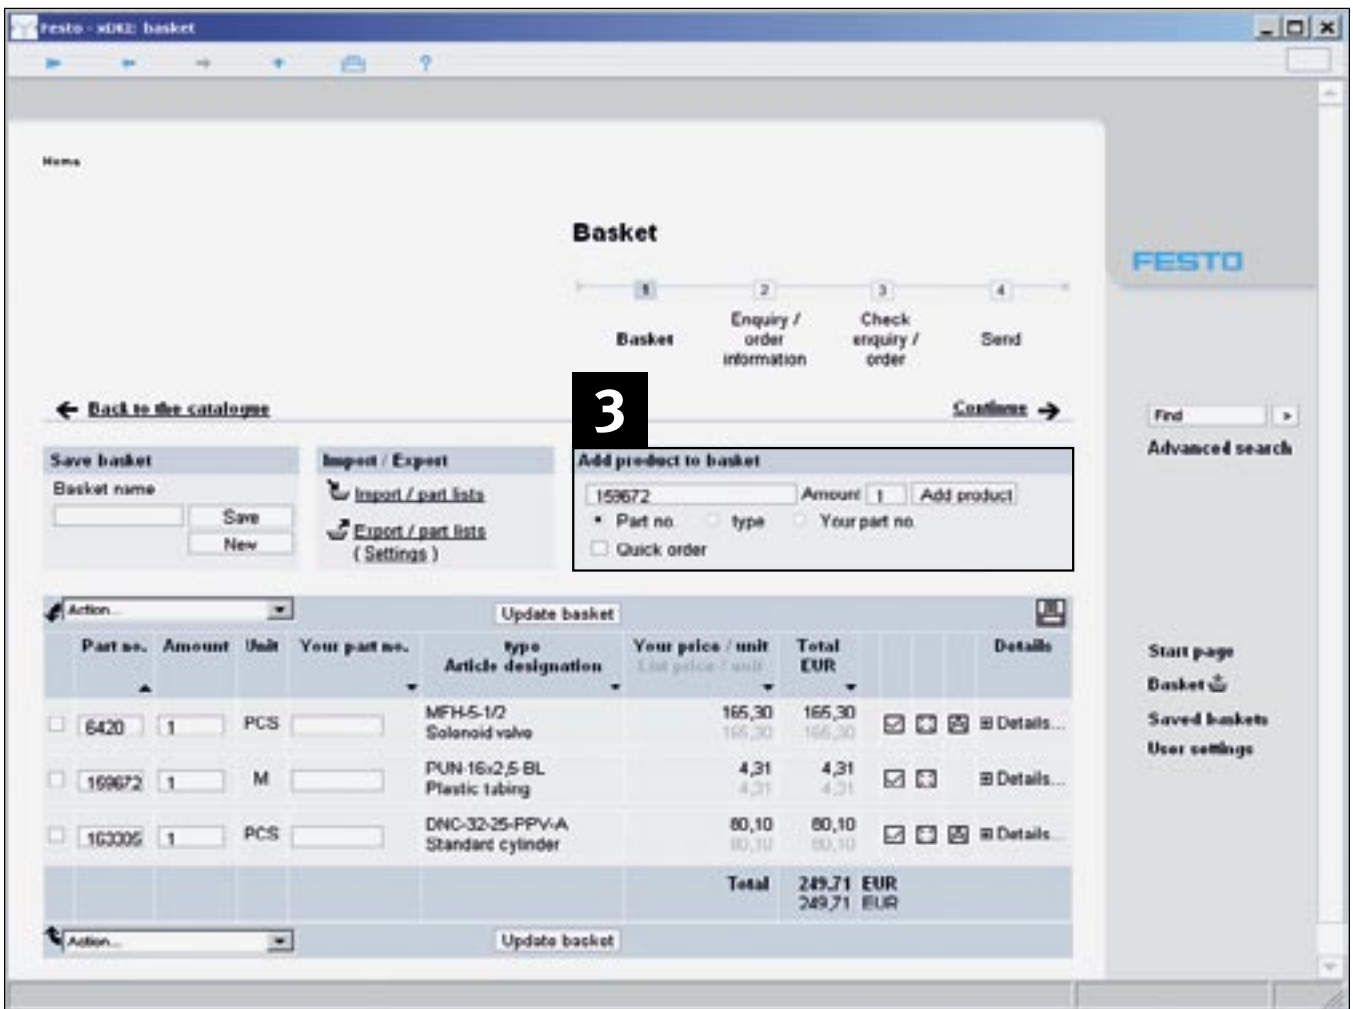 Festo - xDKI: basket
?
Home
Basket
FESTO
1 2 3 4
Basket
Enquiry /
order
information
Check
enquiry /
order
Send
3
Back to the catalogue
Continue
Find >
Advanced search
Save basket
Basket name
Save
New
Import / Export
Import / part lists
Export / part lists
( Settings )
Add product to basket
159672 Amount 1 Add product
Part no. type Your part no.
Quick order
Action... Update basket
Part no. Amount Unit Your part no. type Your price / unit Total Details
Article designation List price / unit EUR
6420 1 PCS MFH-5-1/2 165,30 165,30 Details...
Solenoid valve 165,30 165,30
159672 1 M PUN-16x2,5-BL 4,31 4,31 Details...
Plastic tubing 4,31 4,31
163305 1 PCS DNC-32-25-PPV-A 80,10 80,10 Details...
Standard cylinder 80,10 80,10
Total 249,71 EUR
249,71 EUR
Action... Update basket
Start page
Basket
Saved baskets
User settings